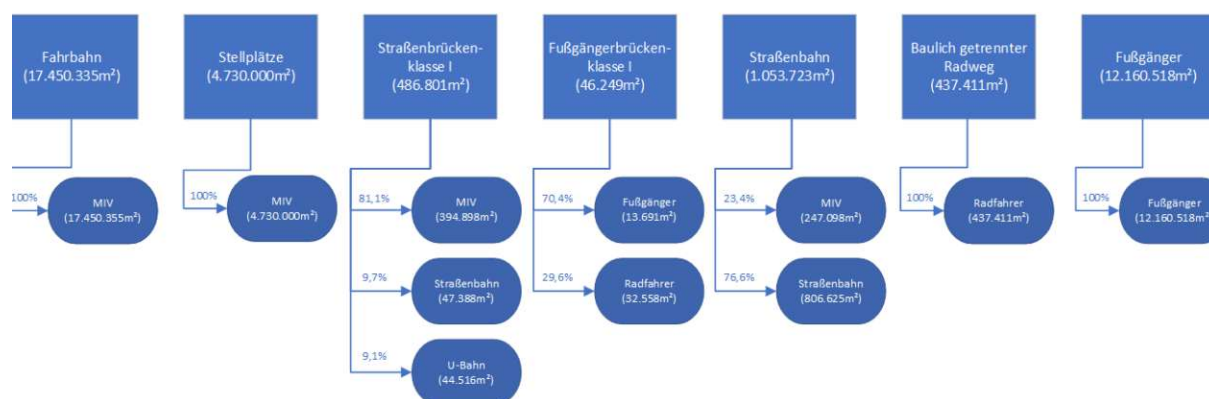 Fahrbahn
(17.450.335m²)
Stellplätze
(4.730.000m²)
Straßenbrücken-
klasse I
(486.801m²)
Fußgängerbrücken-
klasse I
(46.249m²)
Straßenbahn
(1.053.723m²)
Baulich getrennter
Radweg
(437.411m²)
Fußgänger
(12.160.518m²)
100%
MIV
(17.450.355m²)
100%
MIV
(4.730.000m²)
81,1%
MIV
(394.898m²)
70,4%
Fußgänger
(13.691m²)
23,4%
MIV
(247.098m²)
100%
Radfahrer
(437.411m²)
100%
Fußgänger
(12.160.518m²)
9,7%
Straßenbahn
(47.388m²)
29,6%
Radfahrer
(32.558m²)
76,6%
Straßenbahn
(806.625m²)
9,1%
U-Bahn
(44.516m²)